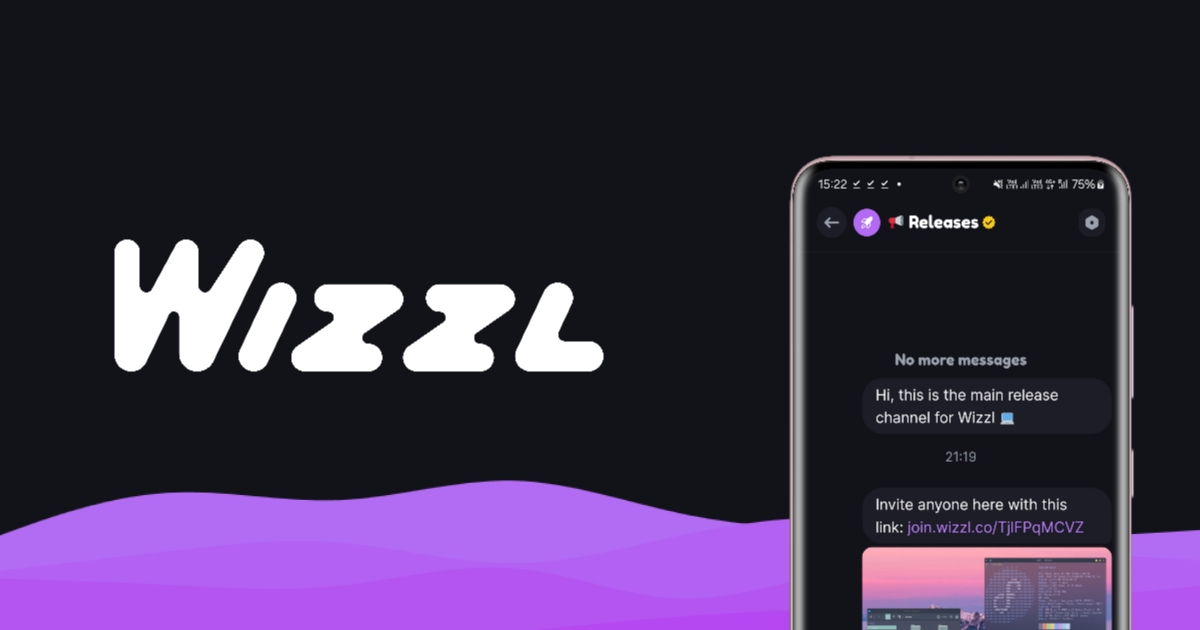 Wizzl
15:22
75%
📢 Releases
No more messages
Hi, this is the main release
channel for Wizzl 💻
21:19
Invite anyone here with this
link: join.wizzl.co/TjlFPqMCVZ